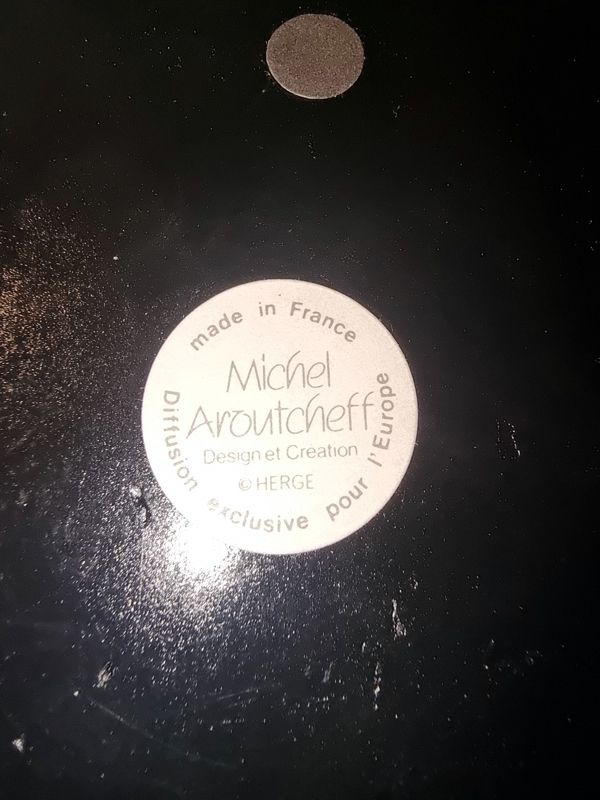 made in France
Michel
Aroutcheff
Design et Création
© HERGE
Diffusion exclusive pour l'Europe